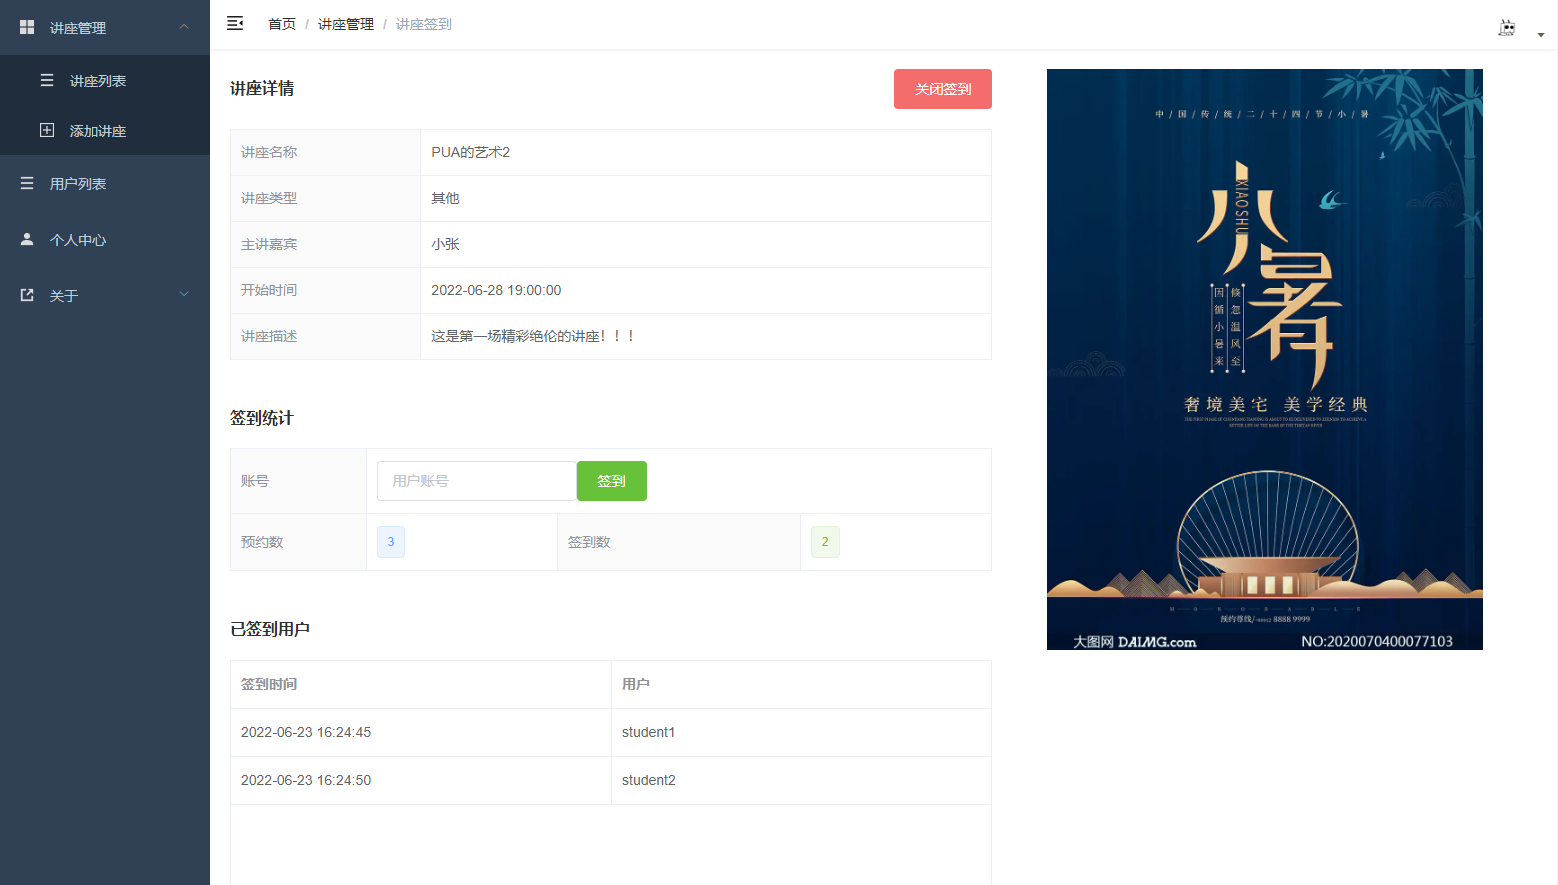 讲座管理
讲座列表
添加讲座
用户列表
个人中心
关于
首页 / 讲座管理 / 讲座签到
讲座详情
关闭签到
讲座名称 PUA的艺术2
讲座类型 其他
主讲嘉宾 小张
开始时间 2022-06-28 19:00:00
讲座描述 这是第一场精彩绝伦的讲座！！！
签到统计
账号 用户账号 签到
预约数 3 签到数 2
已签到用户
签到时间 用户
2022-06-23 16:24:45 student1
2022-06-23 16:24:50 student2
中 / 国 / 传 / 统 / 二 / 十 / 四 / 节 / 小 / 暑
小暑
XIAOSHU
倏忽温风至
因循小暑来
奢境美宅 美学经典
8888 9999
大图网 DAIMG.com
NO:2020070400077103